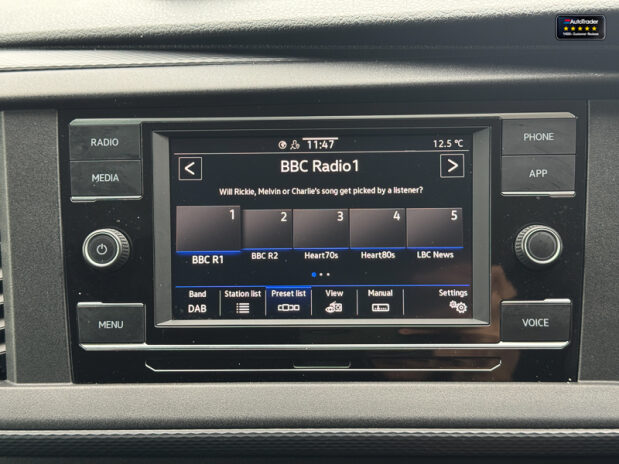 AutoTrader
RADIO
MEDIA
MENU
PHONE
APP
VOICE
11:47
12.5 °C
<
BBC Radio1
>
Will Rickie, Melvin or Charlie's song get picked by a listener?
1
2
3
4
5
BBC R1
BBC R2
Heart70s
Heart80s
LBC News
Band
Station list
Preset list
View
Manual
Settings
DAB